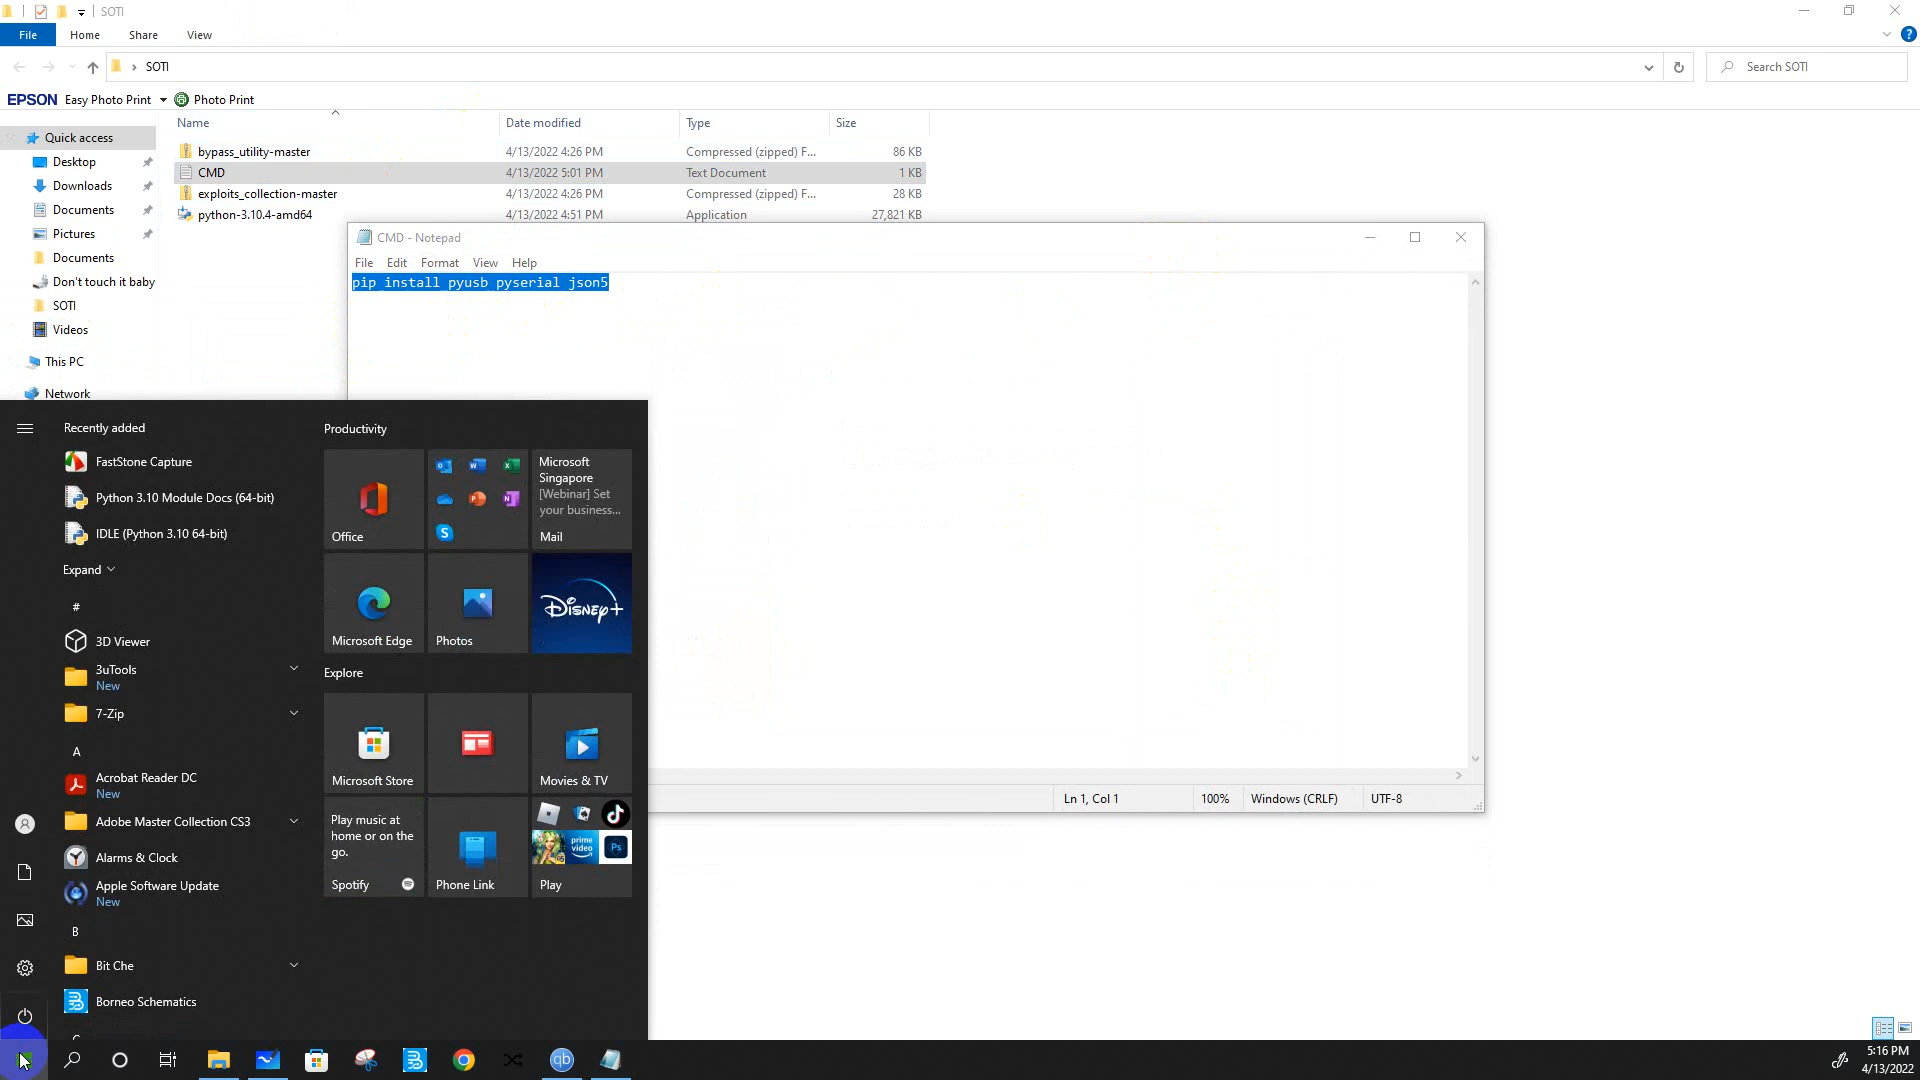 SOTI
File Home Share View
SOTI
Search SOTI
EPSON Easy Photo Print Photo Print
Name Date modified Type Size
bypass_utility-master 4/13/2022 4:26 PM Compressed (zipped) F... 86 KB
CMD 4/13/2022 5:01 PM Text Document 1 KB
exploits_collection-master 4/13/2022 4:26 PM Compressed (zipped) F... 28 KB
python-3.10.4-amd64 4/13/2022 4:51 PM Application 27,821 KB
Quick access
Desktop
Downloads
Documents
Pictures
Documents
Don't touch it baby
SOTI
Videos
This PC
Network
CMD - Notepad
File Edit Format View Help
pip install pyusb pyserial json5
Ln 1, Col 1 100% Windows (CRLF) UTF-8
Recently added
FastStone Capture
Python 3.10 Module Docs (64-bit)
IDLE (Python 3.10 64-bit)
Expand
#
3D Viewer
3uTools
New
7-Zip
A
Acrobat Reader DC
New
Adobe Master Collection CS3
Alarms & Clock
Apple Software Update
New
B
Bit Che
Borneo Schematics
Productivity
Office
Microsoft
Singapore
[Webinar] Set
your business...
Mail
Microsoft Edge
Photos
Disney+
Explore
Microsoft Store
Movies & TV
Play music at
home or on the
go.
Spotify
Phone Link
prime
video
Ps
Play
qb
5:16 PM
4/13/2022